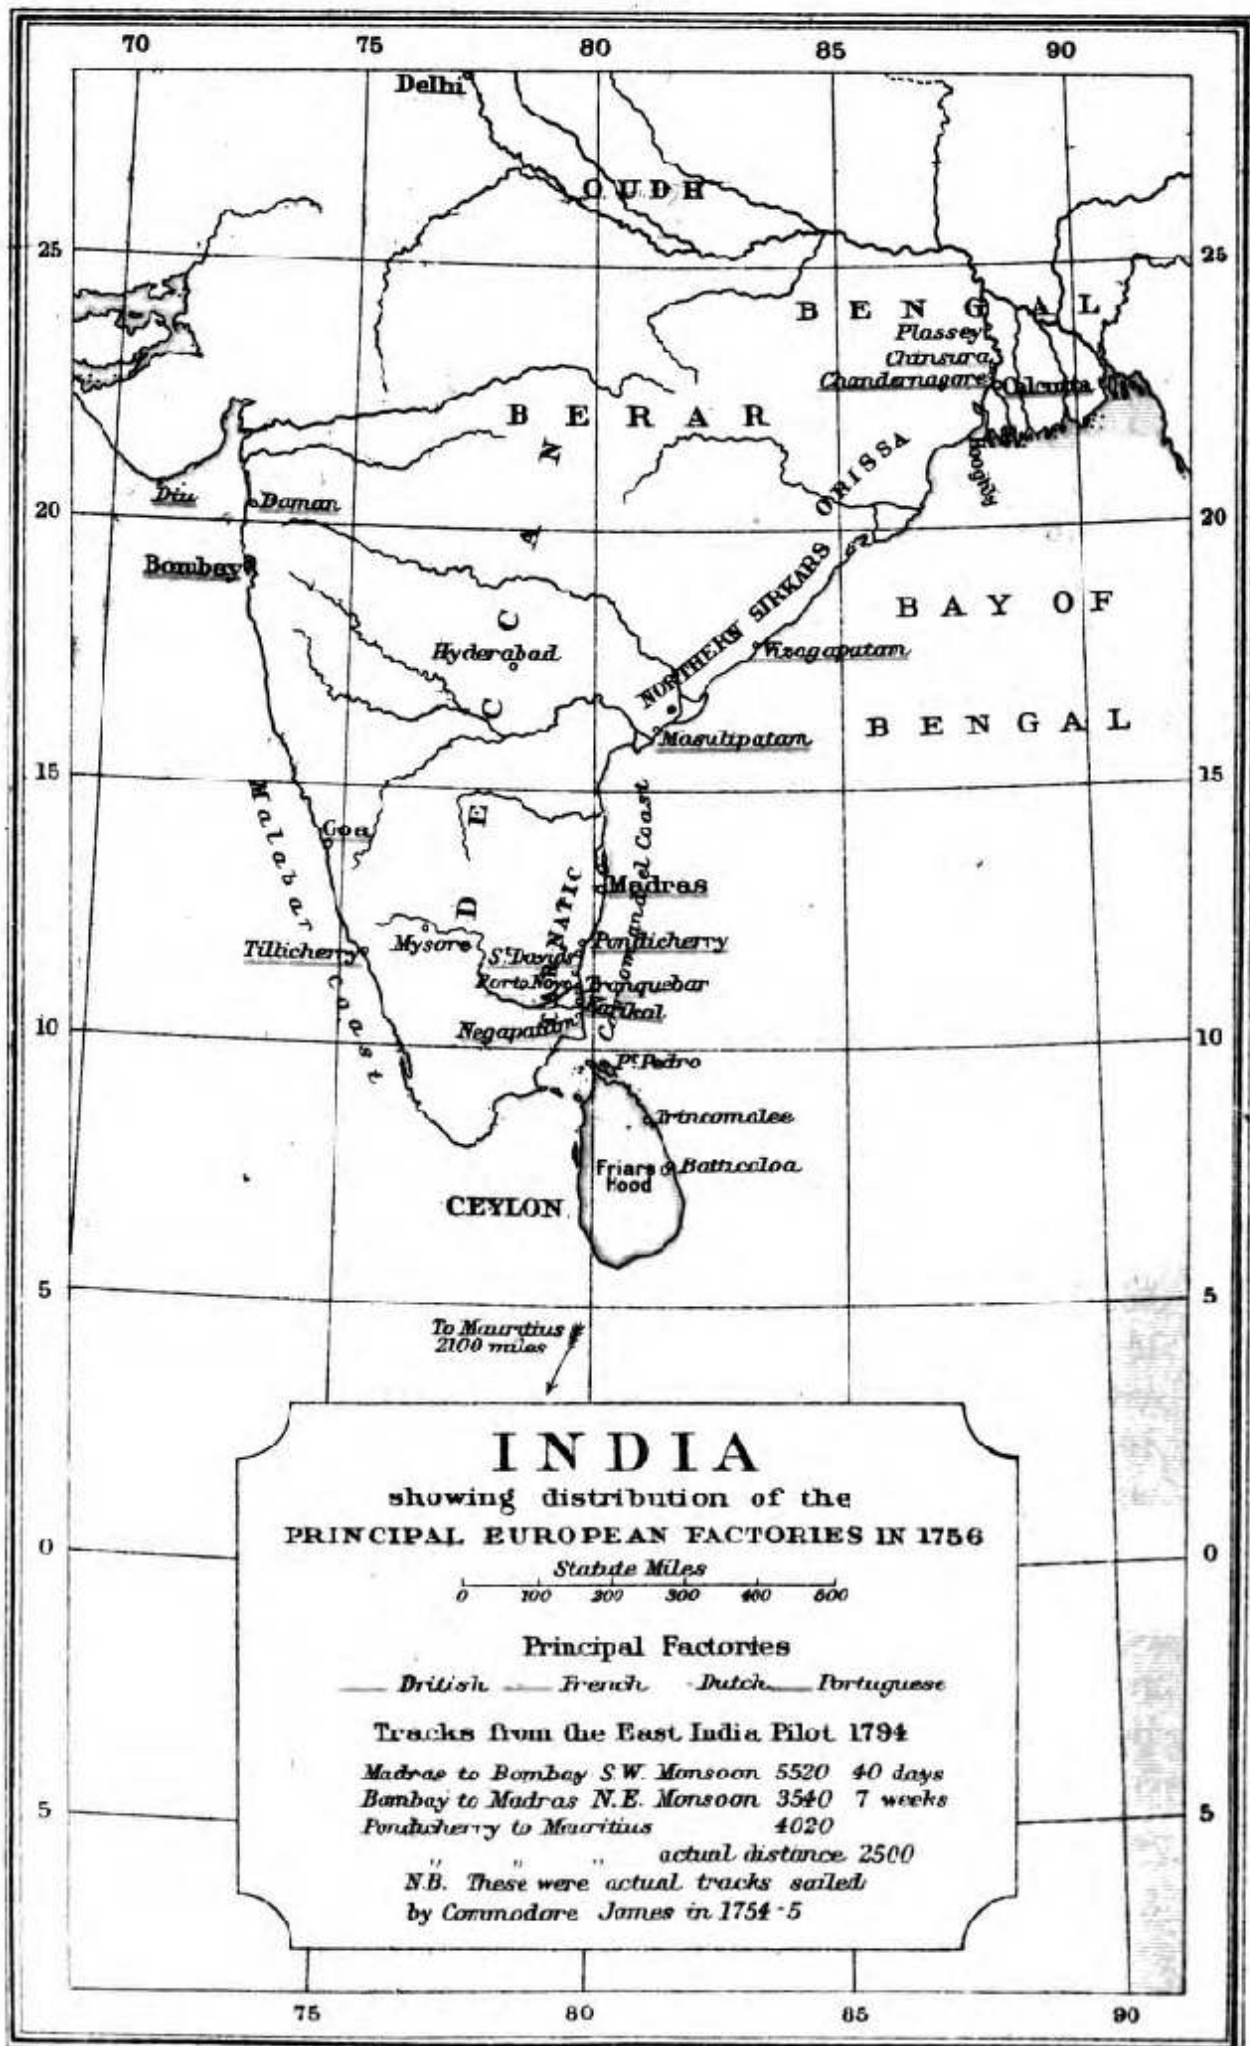 70 75 80 85 90
Delhi
OUDH
25 25
BENGAL
Plassey
Chinsura
Chandernagore
Calcutta
BERAR
Hooghly
ORISSA
Diu
Daman
20 20
Bombay
NORTHERN SIRKARS
BAY OF
BENGAL
DECCAN
Hyderabad
Vizagapatam
Masulipatam
15 15
Malabar Coast
Goa
Coromandel Coast
CARNATIC
Madras
Mysore
Tillicherry
St. Davids
Pondicherry
Porto Novo
Tranquebar
Karikal
Negapatam
10 10
Pt. Pedro
Trincomalee
Friars
Hood
Batticaloa
CEYLON
5 5
To Mauritius
2100 miles
INDIA
showing distribution of the
PRINCIPAL EUROPEAN FACTORIES IN 1756
Statute Miles
0 100 200 300 400 500
0 0
Principal Factories
British French Dutch Portuguese
Tracks from the East India Pilot 1794
Madras to Bombay S.W. Monsoon 5520 40 days
Bombay to Madras N.E. Monsoon 3540 7 weeks
Pondicherry to Mauritius 4020
" " " actual distance 2500
N.B. These were actual tracks sailed
by Commodore James in 1754-5
5 5
75 80 85 90